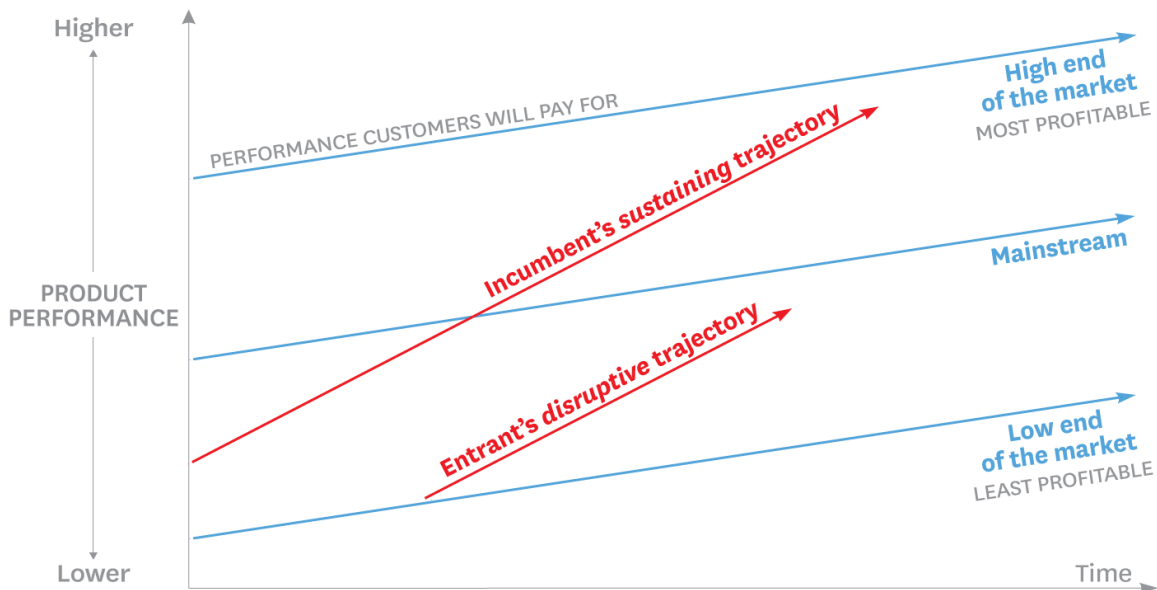 Higher
PERFORMANCE CUSTOMERS WILL PAY FOR
High end
of the market
MOST PROFITABLE
Incumbent’s sustaining trajectory
Mainstream
PRODUCT
PERFORMANCE
Entrant’s disruptive trajectory
Low end
of the market
LEAST PROFITABLE
Lower
Time